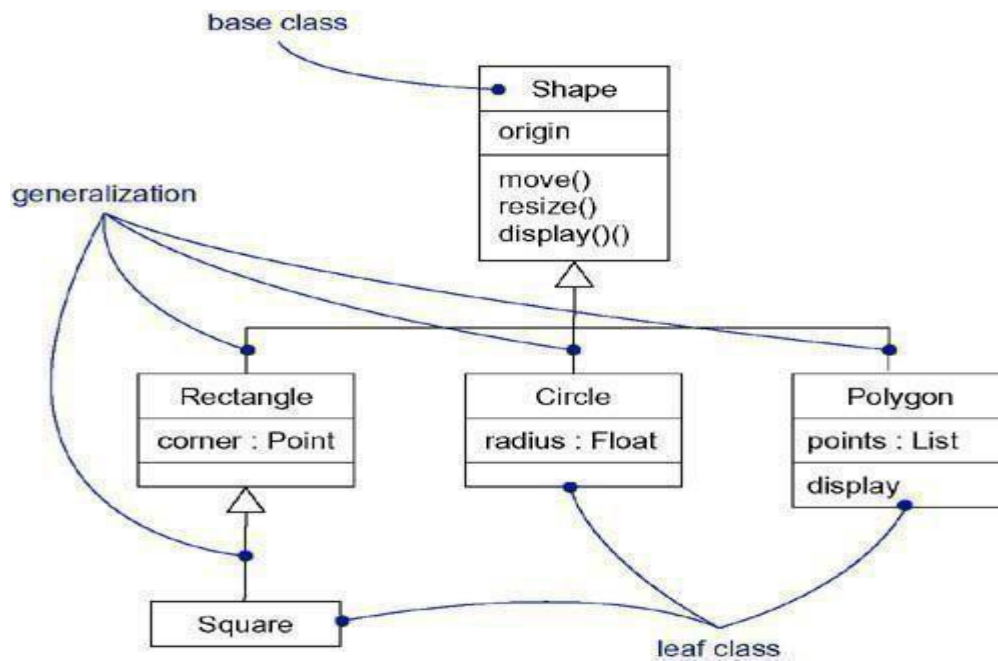 base class
Shape
origin
move()
resize()
display()()
generalization
Rectangle
corner : Point
Circle
radius : Float
Polygon
points : List
display
Square
leaf class